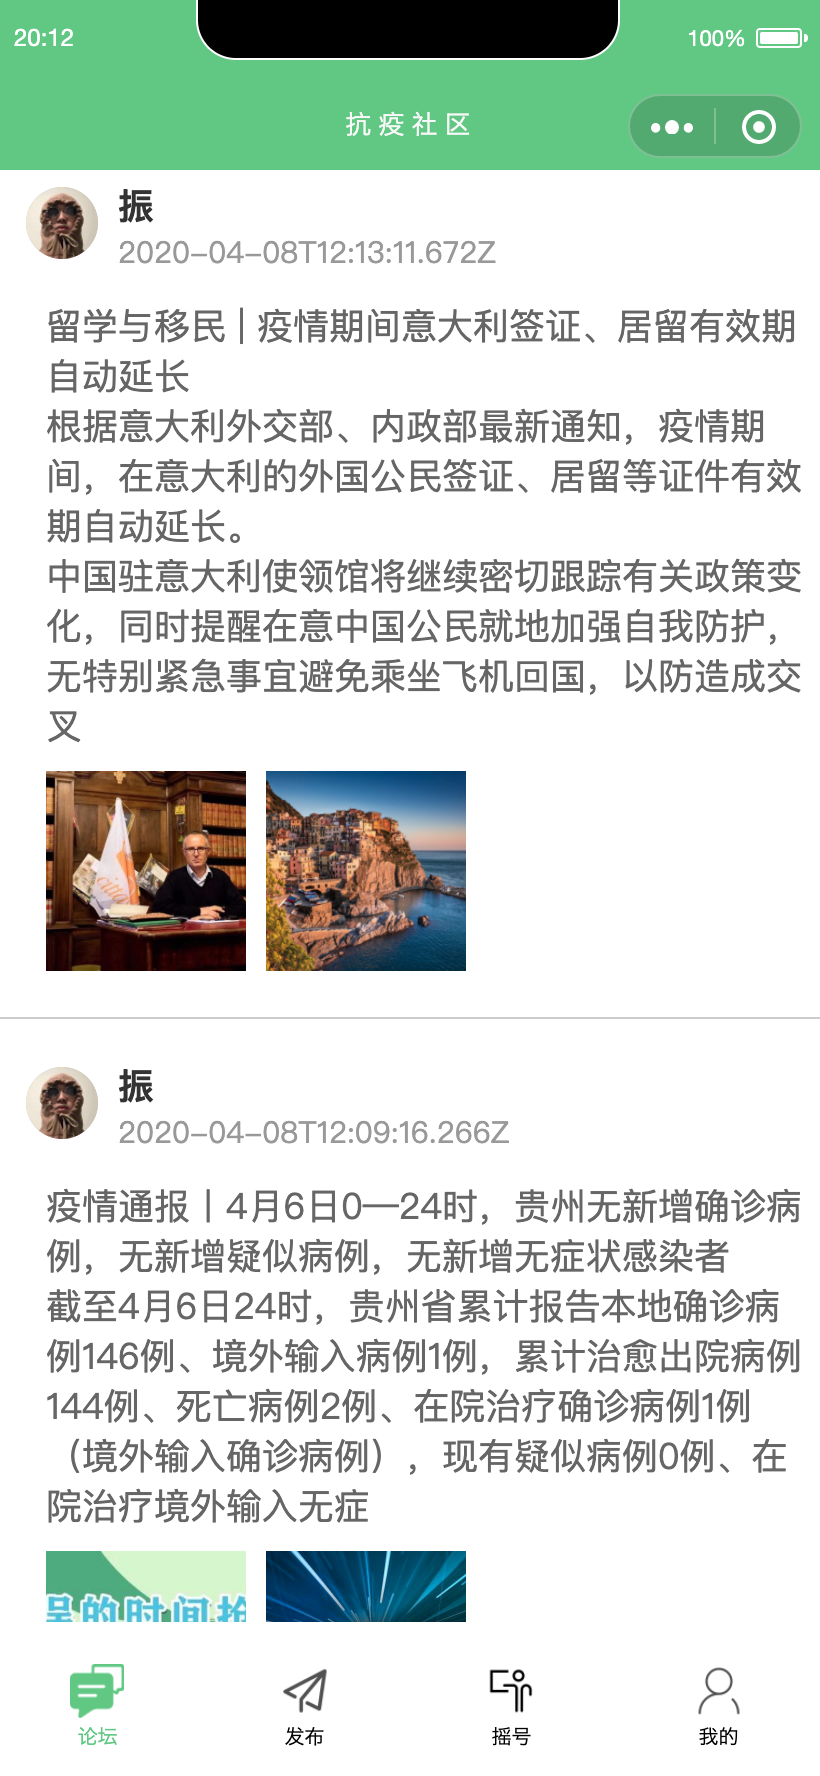 20:12
100%
抗疫社区
振
2020-04-08T12:13:11.672Z
留学与移民 | 疫情期间意大利签证、居留有效期
自动延长
根据意大利外交部、内政部最新通知，疫情期
间，在意大利的外国公民签证、居留等证件有效
期自动延长。
中国驻意大利使领馆将继续密切跟踪有关政策变
化，同时提醒在意中国公民就地加强自我防护，
无特别紧急事宜避免乘坐飞机回国，以防造成交
叉
振
2020-04-08T12:09:16.266Z
疫情通报丨4月6日0—24时，贵州无新增确诊病
例，无新增疑似病例，无新增无症状感染者
截至4月6日24时，贵州省累计报告本地确诊病
例146例、境外输入病例1例，累计治愈出院病例
144例、死亡病例2例、在院治疗确诊病例1例
（境外输入确诊病例），现有疑似病例0例、在
院治疗境外输入无症
的时间抢
论坛
发布
摇号
我的